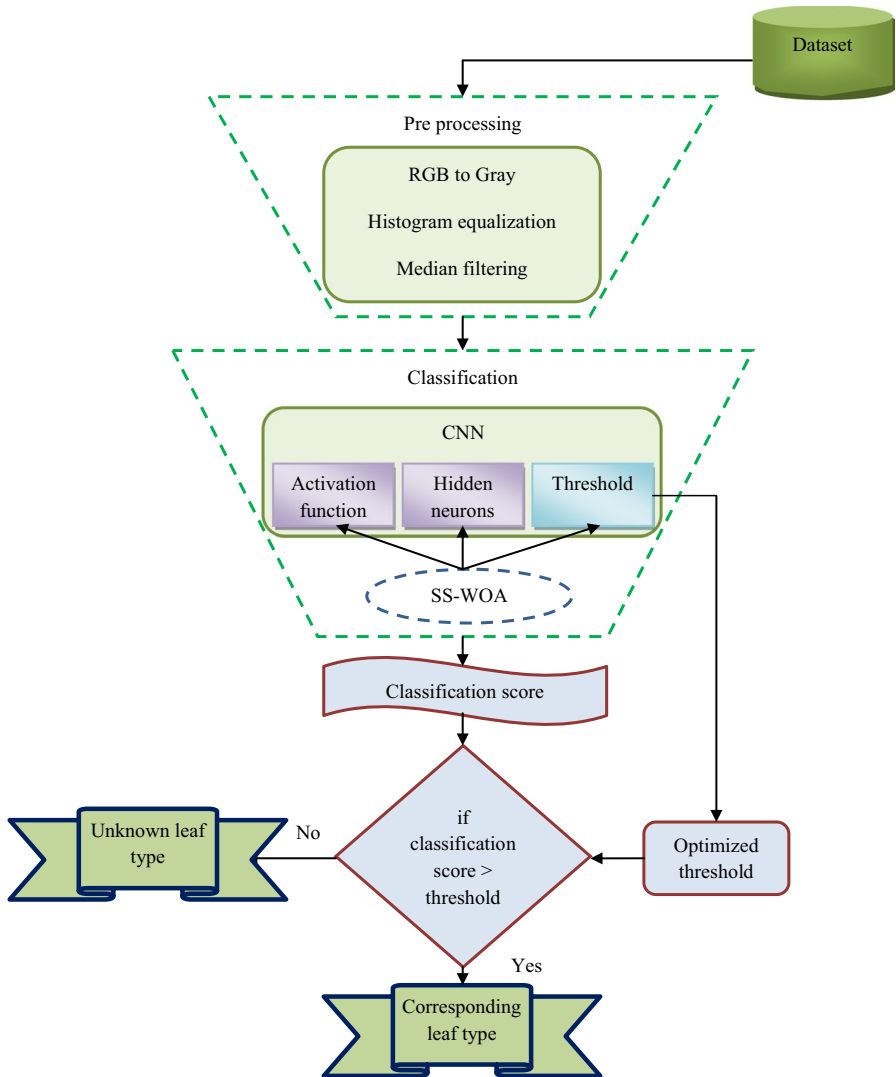 Dataset
Pre processing
RGB to Gray
Histogram equalization
Median filtering
Classification
CNN
Activation
function
Hidden
neurons
Threshold
SS-WOA
Classification score
if
classification
score >
threshold
No
Unknown leaf
type
Optimized
threshold
Yes
Corresponding
leaf type